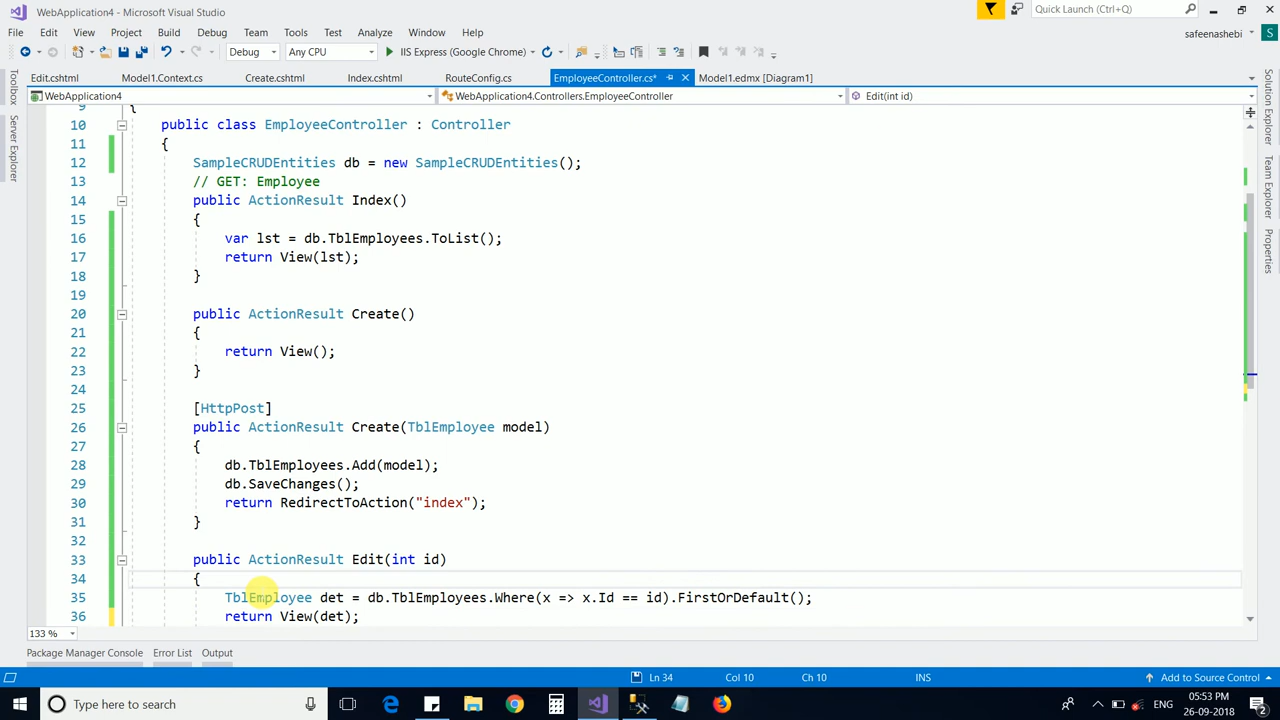 WebApplication4 - Microsoft Visual Studio
Quick Launch (Ctrl+Q)
File Edit View Project Build Debug Team Tools Test Analyze Window Help
safeenashebi S
Debug Any CPU IIS Express (Google Chrome)
Edit.cshtml Model1.Context.cs Create.cshtml Index.cshtml RouteConfig.cs EmployeeController.cs* Model1.edmx [Diagram1]
WebApplication4 WebApplication4.Controllers.EmployeeController Edit(int id)
Toolbox
Server Explorer
Solution Explorer
Team Explorer
Properties
9 {
10 public class EmployeeController : Controller
11 {
12 SampleCRUDEntities db = new SampleCRUDEntities();
13 // GET: Employee
14 public ActionResult Index()
15 {
16 var lst = db.TblEmployees.ToList();
17 return View(lst);
18 }
19
20 public ActionResult Create()
21 {
22 return View();
23 }
24
25 [HttpPost]
26 public ActionResult Create(TblEmployee model)
27 {
28 db.TblEmployees.Add(model);
29 db.SaveChanges();
30 return RedirectToAction("index");
31 }
32
33 public ActionResult Edit(int id)
34 {
35 TblEmployee det = db.TblEmployees.Where(x => x.Id == id).FirstOrDefault();
36 return View(det);
133 %
Package Manager Console Error List Output
Ln 34 Col 10 Ch 10 INS Add to Source Control
Type here to search
ENG
05:53 PM
26-09-2018
2